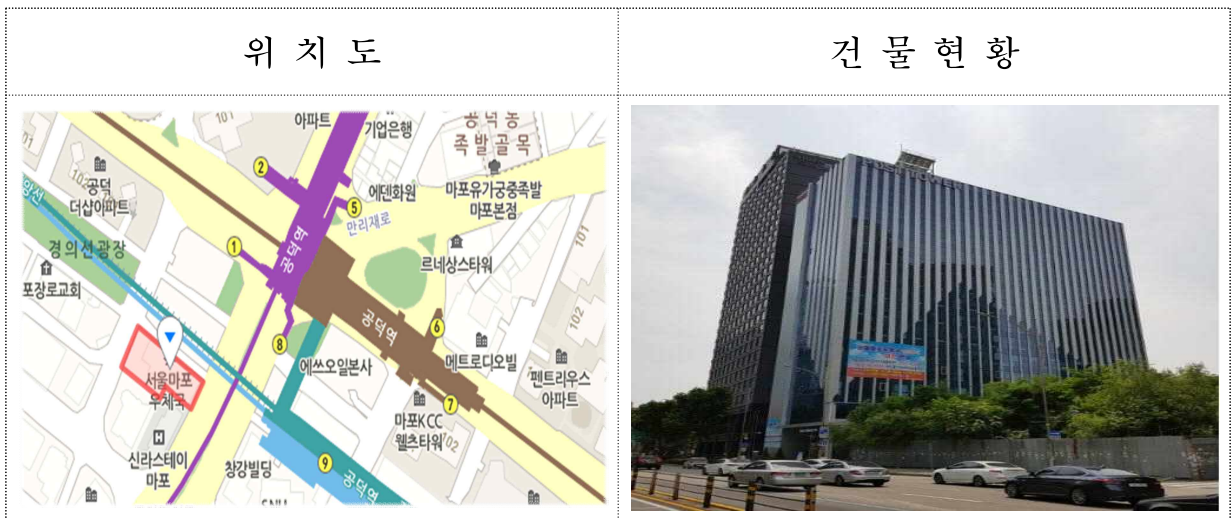 위 치 도
건 물 현 황
101
아파트
기업은행
공덕동
족발골목
2
에덴화원
마포유가궁중족발
마포본점
5
만리재로
102
공덕
더샵아파트
1
공덕역
르네상스타워
101
경의선광장
포장로교회
공덕역
6
102
8
에쓰오일본사
메트로디오빌
펜트리우스
아파트
서울마포
우체국
7
마포KCC
웰츠타워
102
신라스테이
마포
창강빌딩
9
공덕역